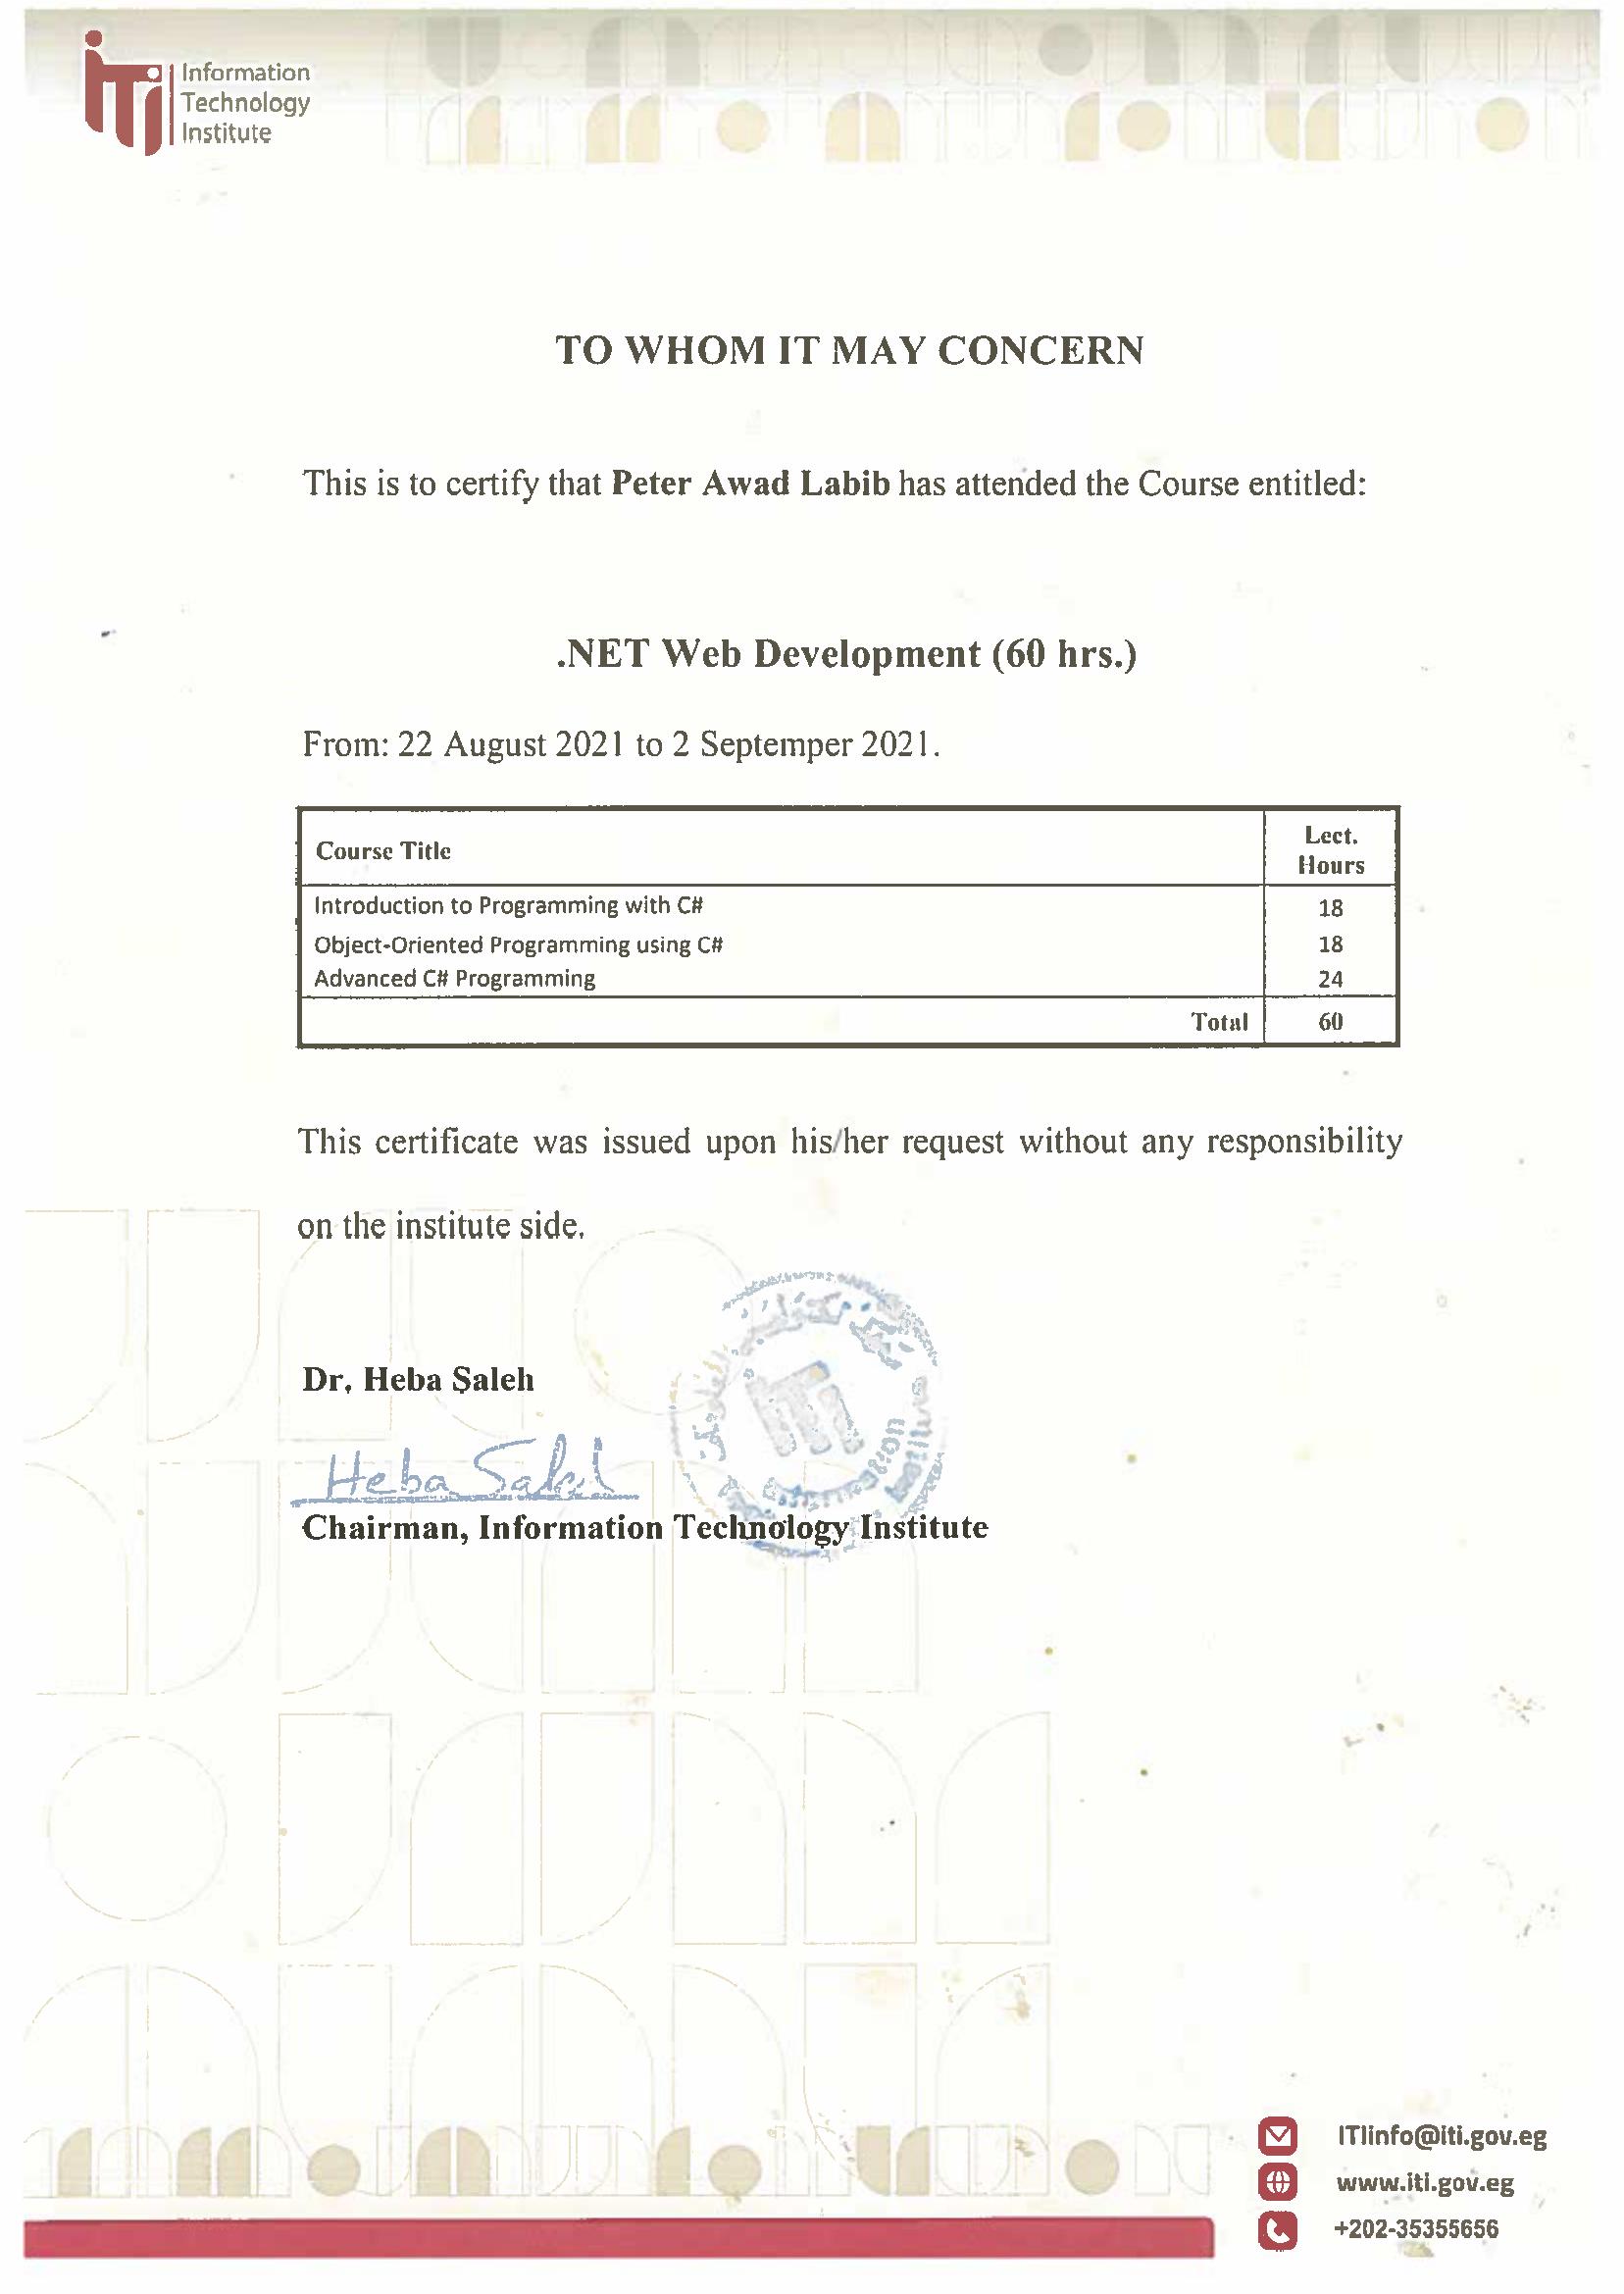 iTi
Information
Technology
Institute
TO WHOM IT MAY CONCERN
This is to certify that Peter Awad Labib has attended the Course entitled:
.NET Web Development (60 hrs.)
From: 22 August 2021 to 2 Septemper 2021.
Course Title Lect. Hours
Introduction to Programming with C# 18
Object-Oriented Programming using C# 18
Advanced C# Programming 24
Total 60
This certificate was issued upon his/her request without any responsibility
on the institute side.
Dr. Heba Saleh
Heba Saleh
iTi
Chairman, Information Technology Institute
ITIinfo@iti.gov.eg
www.iti.gov.eg
+202-35355656